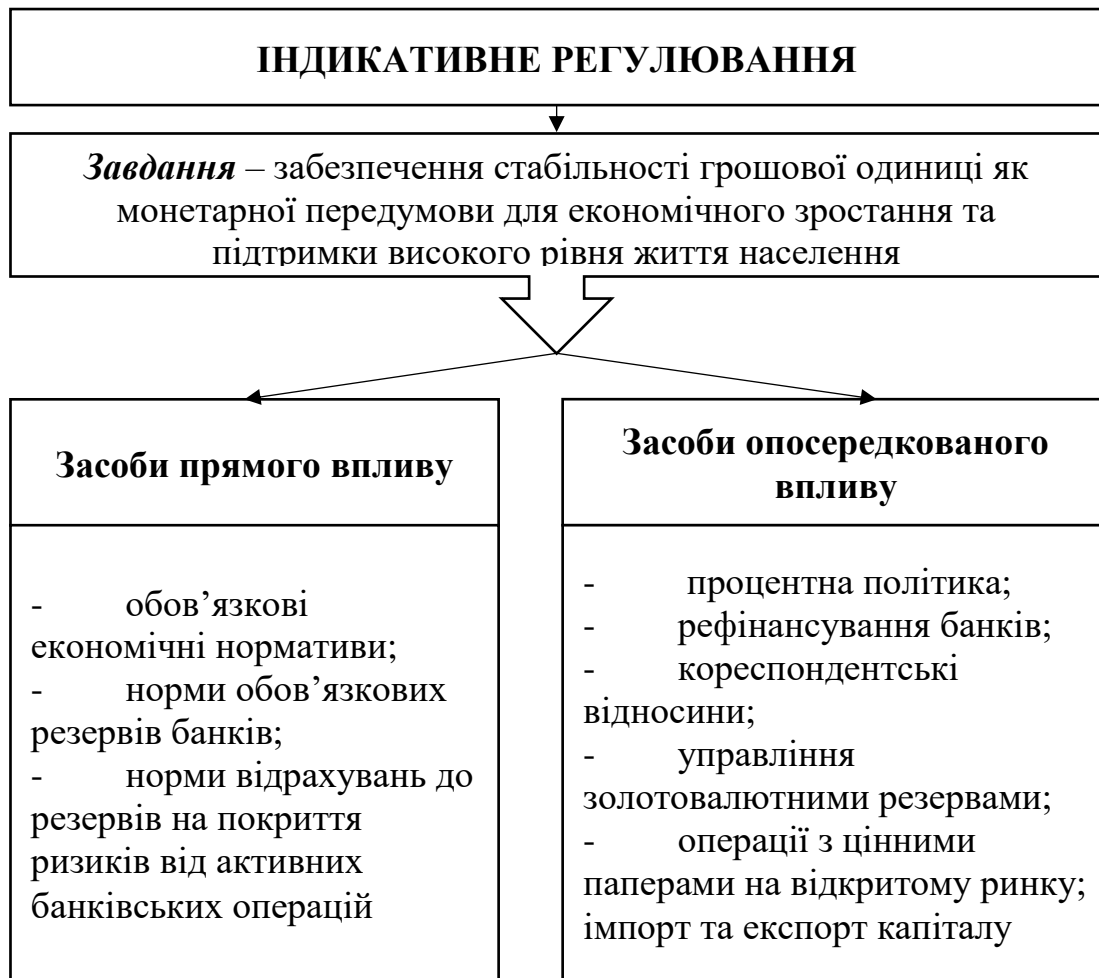 ІНДИКАТИВНЕ РЕГУЛЮВАННЯ
Завдання – забезпечення стабільності грошової одиниці як
монетарної передумови для економічного зростання та
підтримки високого рівня життя населення
Засоби прямого впливу
- обов’язкові
економічні нормативи;
- норми обов’язкових
резервів банків;
- норми відрахувань до
резервів на покриття
ризиків від активних
банківських операцій
Засоби опосередкованого
впливу
- процентна політика;
- рефінансування банків;
- кореспондентські
відносини;
- управління
золотовалютними резервами;
- операції з цінними
паперами на відкритому ринку;
імпорт та експорт капіталу